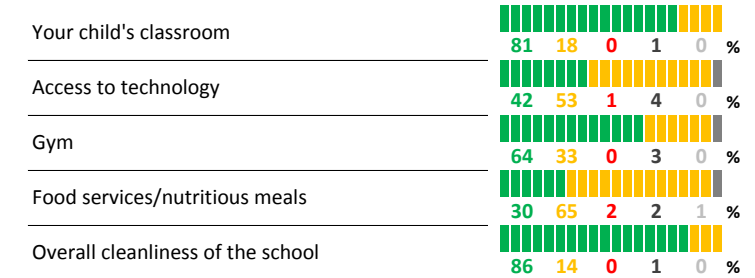 Your child's classroom
81 18 0 1 0 %
Access to technology
42 53 1 4 0 %
Gym
64 33 0 3 0 %
Food services/nutritious meals
30 65 2 2 1 %
Overall cleanliness of the school
86 14 0 1 0 %